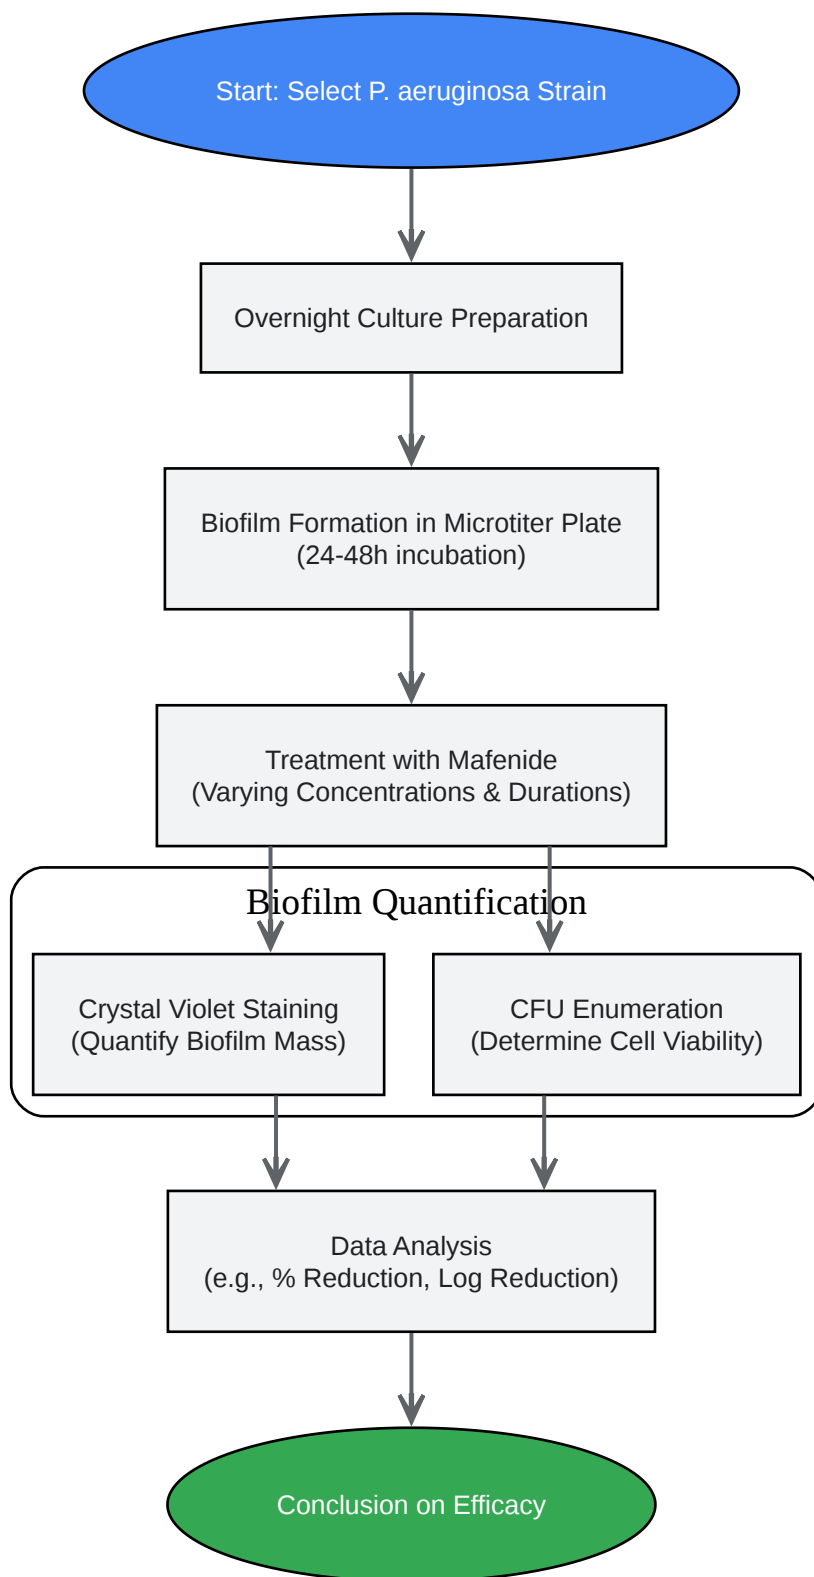 Start: Select P. aeruginosa Strain
Overnight Culture Preparation
Biofilm Formation in Microtiter Plate
(24-48h incubation)
Treatment with Mafenide
(Varying Concentrations & Durations)
Biofilm Quantification
Crystal Violet Staining
(Quantify Biofilm Mass)
CFU Enumeration
(Determine Cell Viability)
Data Analysis
(e.g., % Reduction, Log Reduction)
Conclusion on Efficacy